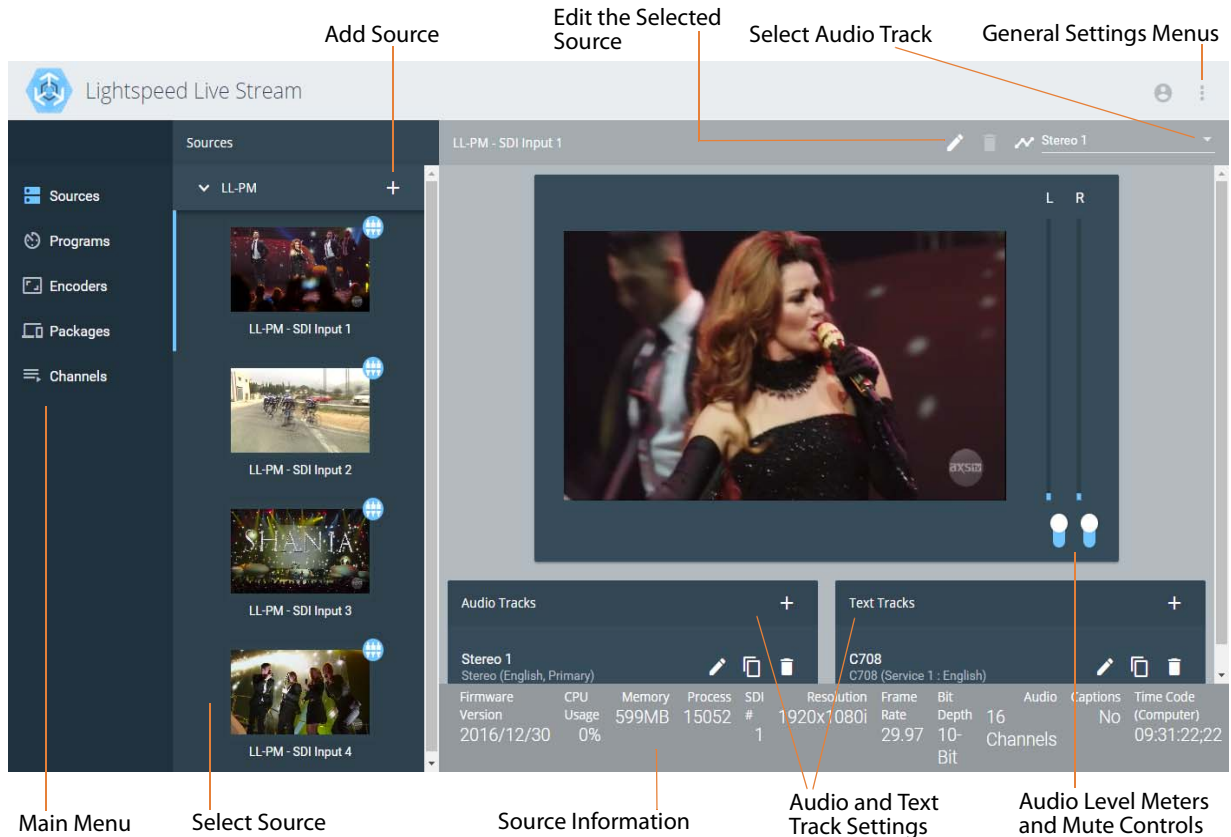 Add Source
Edit the Selected
Source
Select Audio Track
General Settings Menus
Lightspeed Live Stream
Sources
LL-PM - SDI Input 1
Stereo 1
Sources
Programs
Encoders
Packages
Channels
LL-PM
LL-PM - SDI Input 1
LL-PM - SDI Input 2
SHANIA
LL-PM - SDI Input 3
LL-PM - SDI Input 4
L R
axs
Audio Tracks
Stereo 1
Stereo (English, Primary)
Text Tracks
C708
C708 (Service 1 : English)
Firmware
Version
2016/12/30
CPU
Usage
0%
Memory
599MB
Process
15052
SDI
#
1
Resolution
1920x1080i
Frame
Rate
29.97
Bit
Depth
10-
Bit
Audio
16
Channels
Captions
No
Time Code
(Computer)
09:31:22;22
Main Menu
Select Source
Source Information
Audio and Text
Track Settings
Audio Level Meters
and Mute Controls